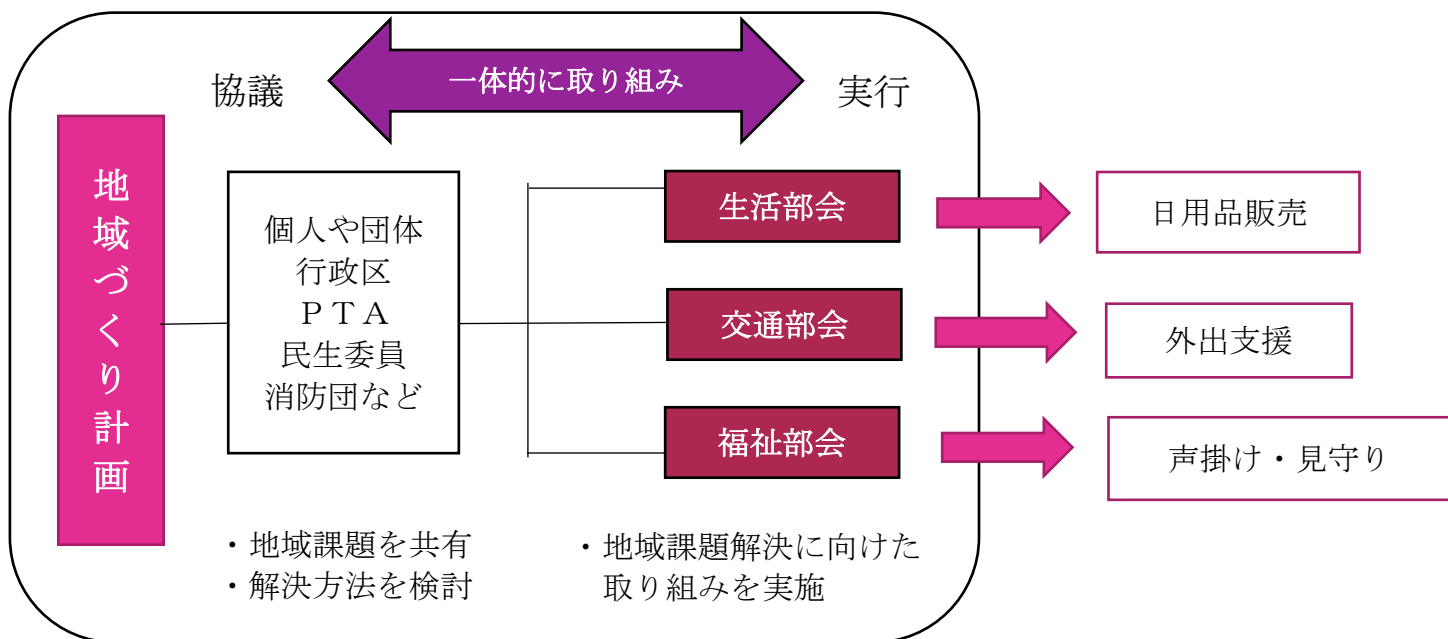 協議
一体的に取り組み
実行
地域づくり計画
個人や団体
行政区
ＰＴＡ
民生委員
消防団など
生活部会
日用品販売
交通部会
外出支援
福祉部会
声掛け・見守り
・地域課題を共有
・解決方法を検討
・地域課題解決に向けた
取り組みを実施